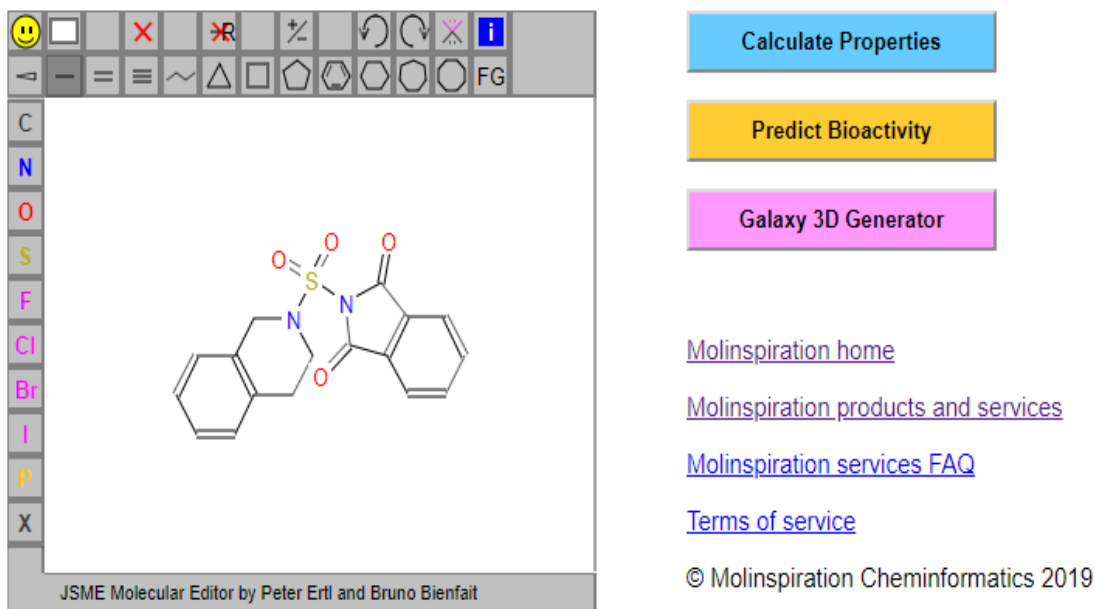 R
+/-
i
FG
Calculate Properties
Predict Bioactivity
Galaxy 3D Generator
C
N
O
S
F
Cl
Br
I
P
X
O
O
O
S
N
N
O
Molinspiration home
Molinspiration products and services
Molinspiration services FAQ
Terms of service
© Molinspiration Cheminformatics 2019
JSME Molecular Editor by Peter Ertl and Bruno Bienfait